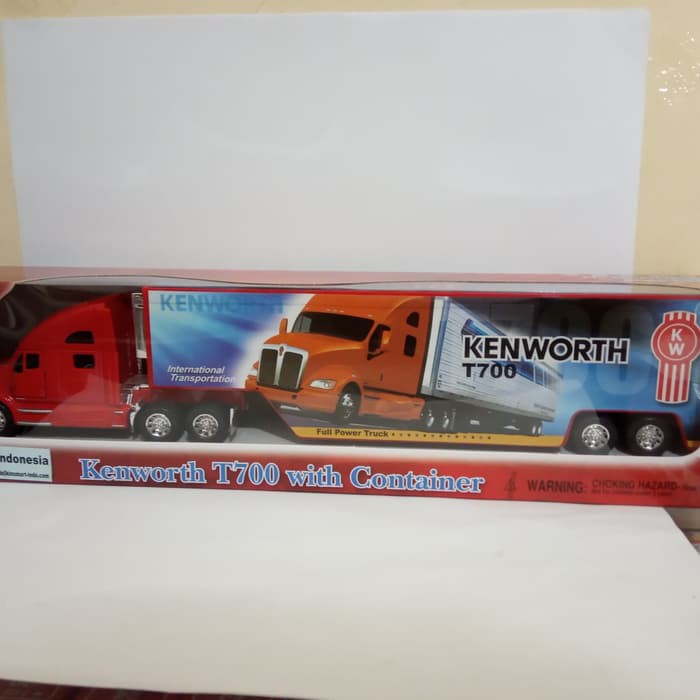 KENWORTH
International
Transportation
KENWORTH
T700
KW
Full Power Truck
Indonesia
Kenworth T700 with Container
WARNING: CHOKING HAZARD-